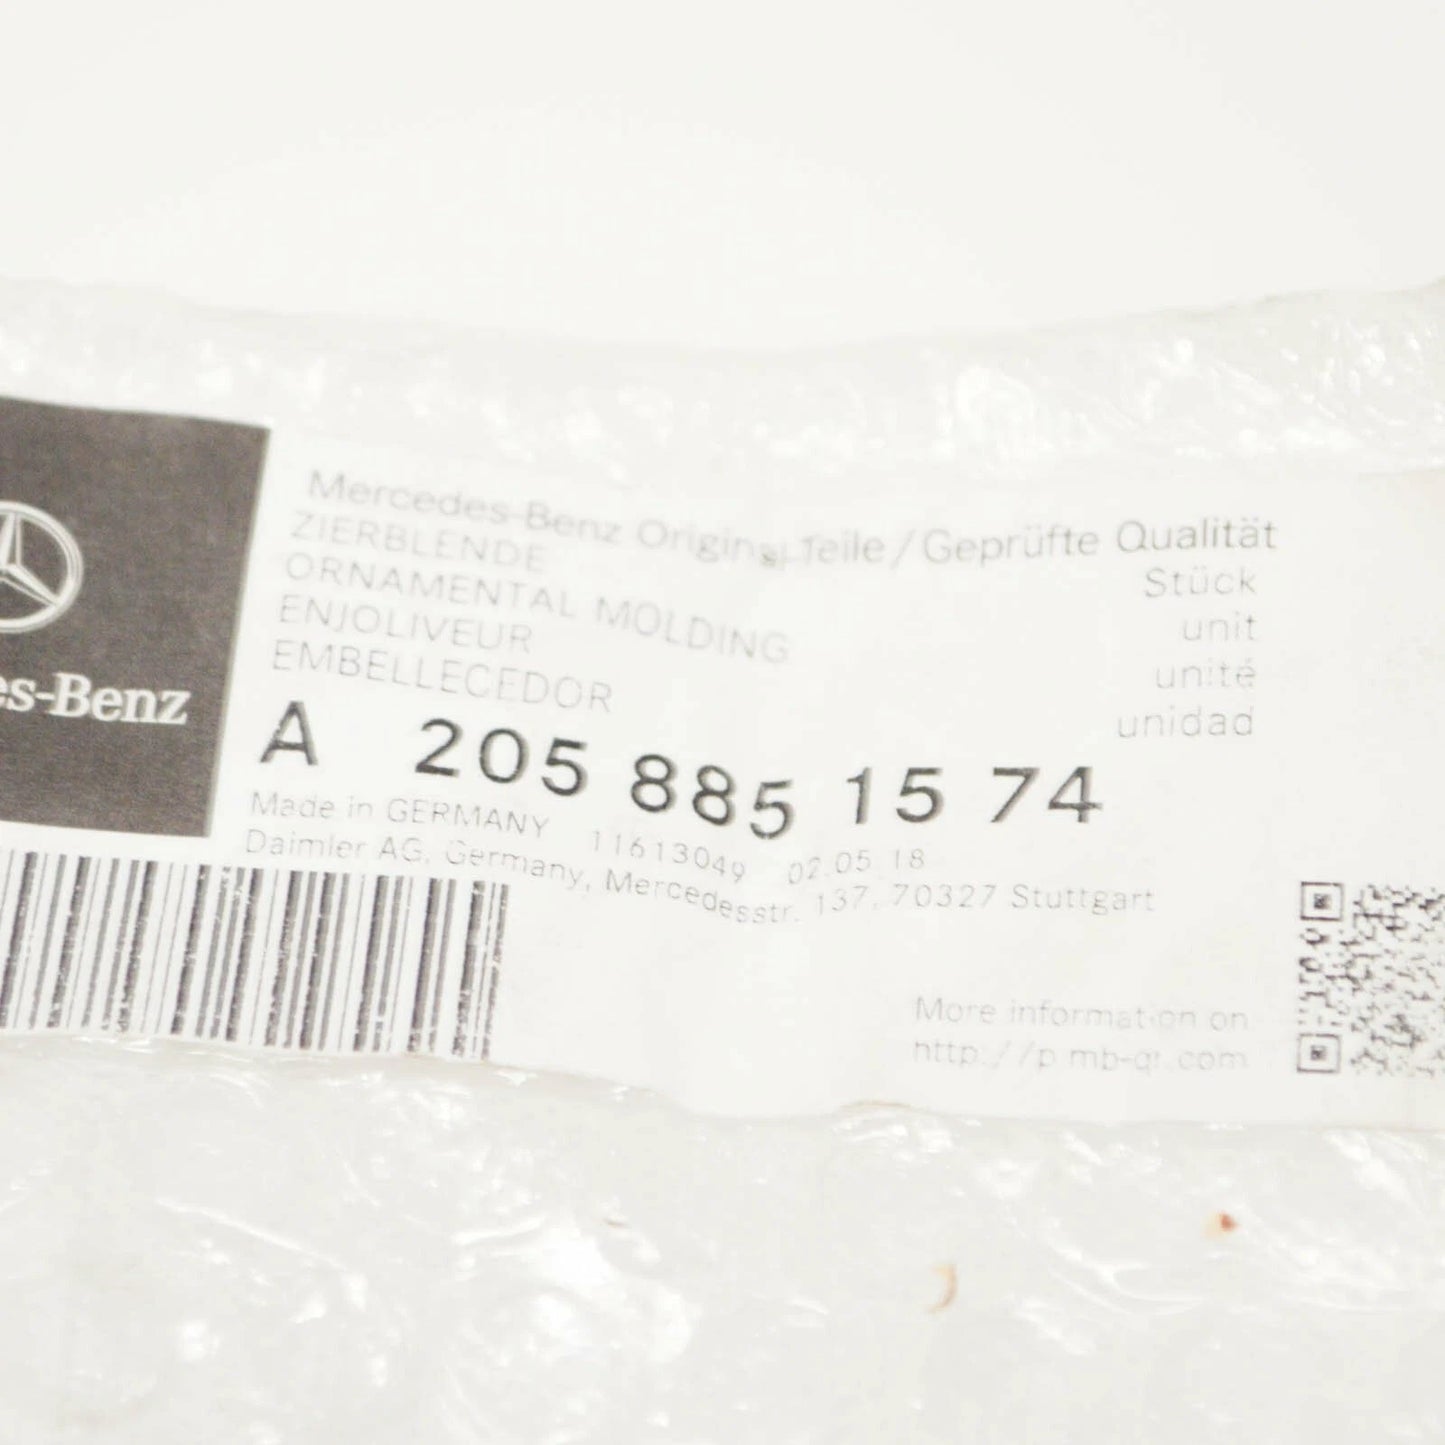 es-Benz
Mercedes-Benz Original-Teile / Geprüfte Qualität
ZIERBLENDE
ORNAMENTAL MOLDING
ENJOLIVEUR
EMBELLECEDOR
Stück
unit
unité
unidad
A 205 885 15 74
Made in GERMANY 11613049 02.05.18
Daimler AG, Germany, Mercedesstr. 137, 70327 Stuttgart
More information on
http://p.mb-qr.com